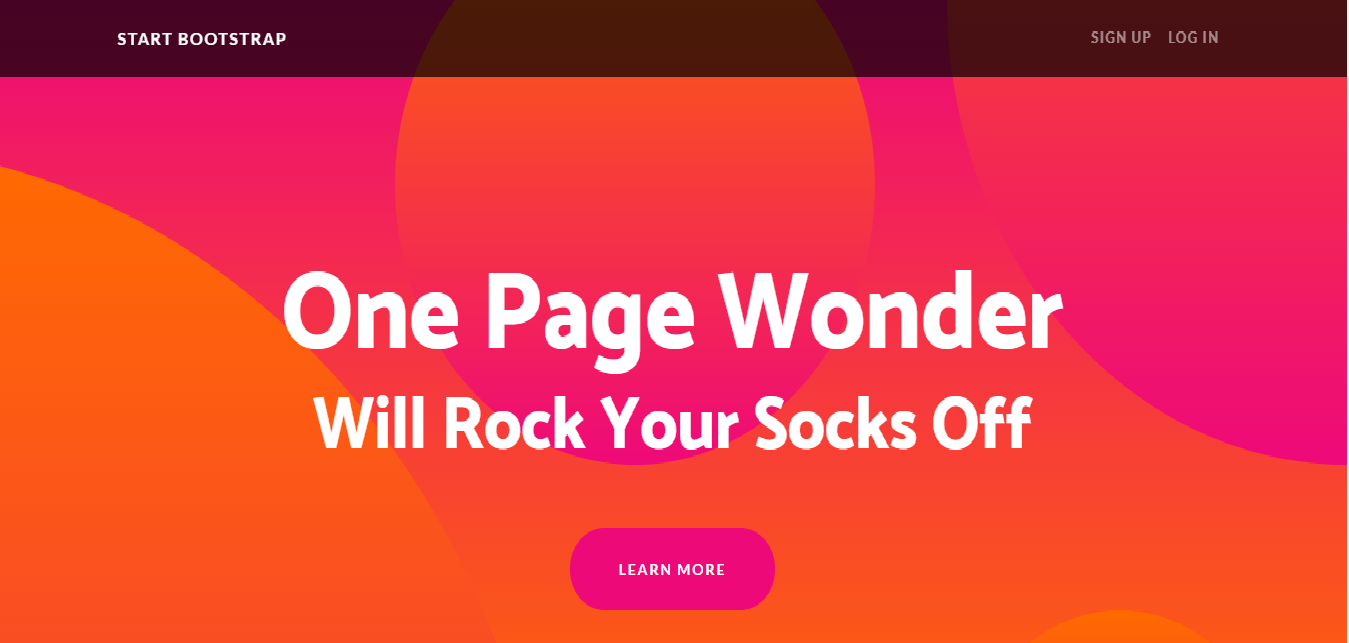 START BOOTSTRAP
SIGN UP LOG IN
One Page Wonder
Will Rock Your Socks Off
LEARN MORE